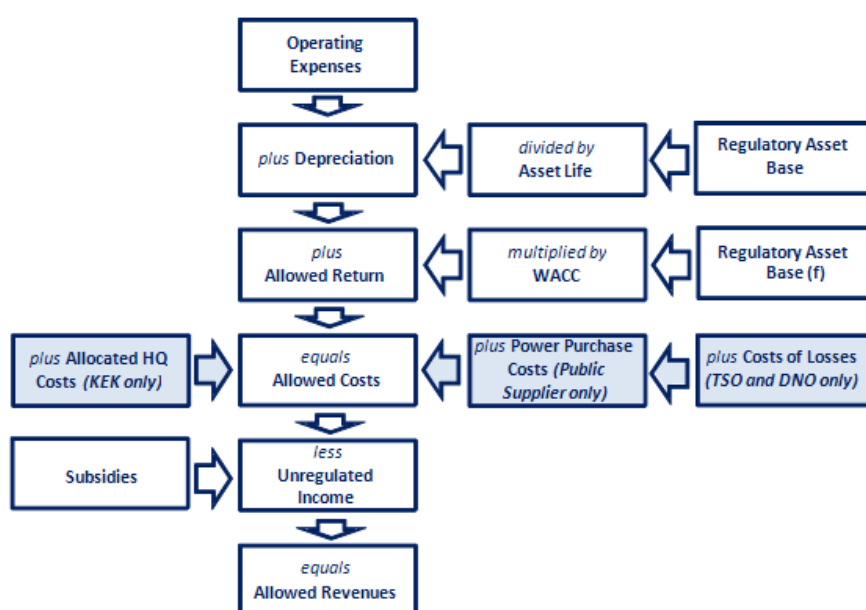 Operating
Expenses
plus Depreciation
divided by
Asset Life
Regulatory Asset
Base
plus
Allowed Return
multiplied by
WACC
Regulatory Asset
Base (f)
plus Allocated HQ
Costs (KEK only)
equals
Allowed Costs
plus Power Purchase
Costs (Public
Supplier only)
plus Costs of Losses
(TSO and DNO only)
Subsidies
less
Unregulated
Income
equals
Allowed Revenues